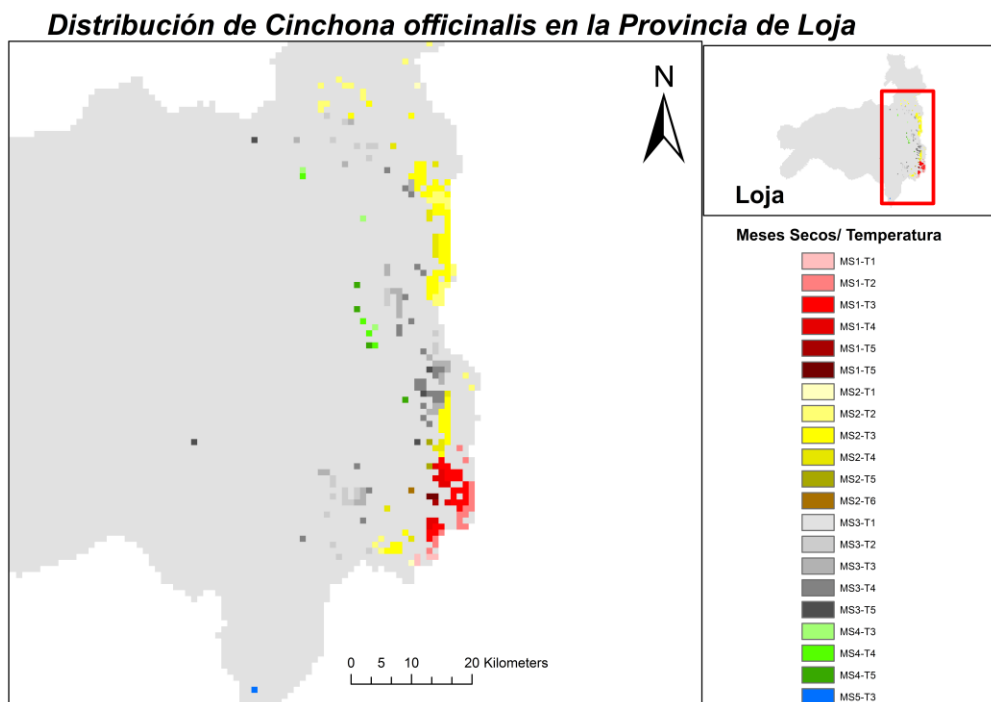 Distribución de Cinchona officinalis en la Provincia de Loja
N
Loja
Meses Secos/ Temperatura
MS1-T1
MS1-T2
MS1-T3
MS1-T4
MS1-T5
MS1-T5
MS2-T1
MS2-T2
MS2-T3
MS2-T4
MS2-T5
MS2-T6
MS3-T1
MS3-T2
MS3-T3
MS3-T4
MS3-T5
MS4-T3
MS4-T4
MS4-T5
MS5-T3
0 5 10 20 Kilometers